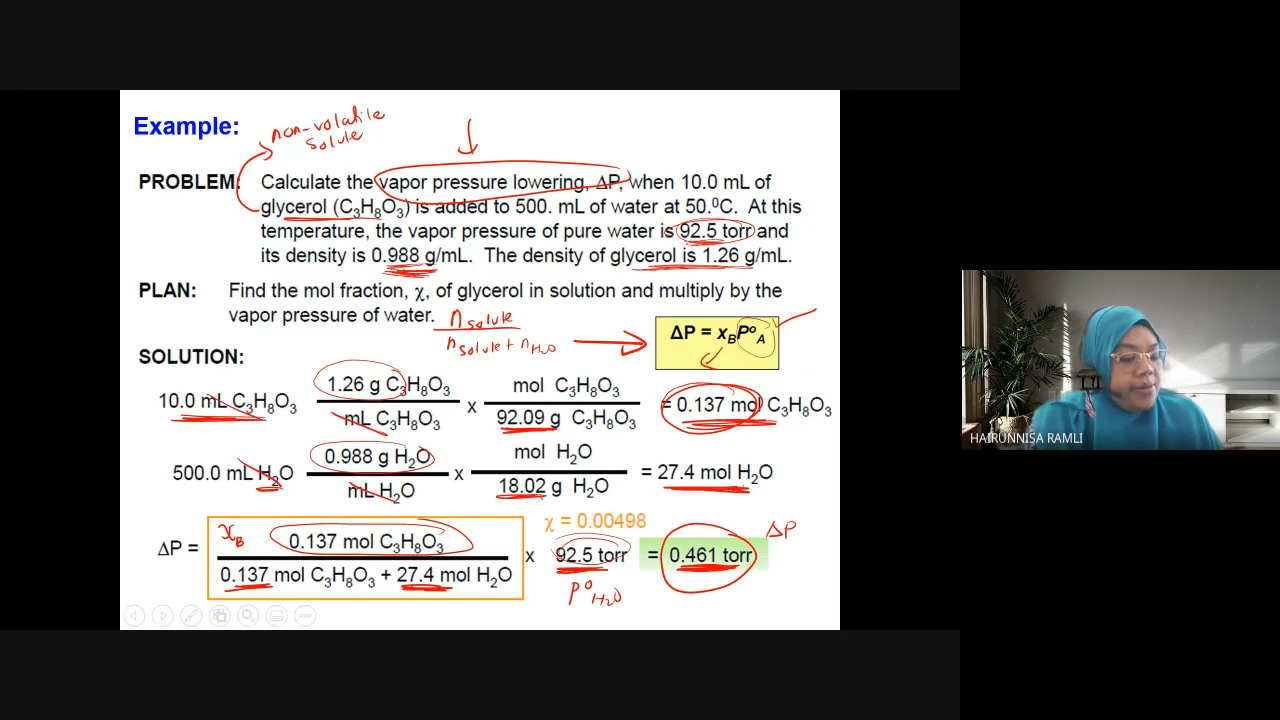 Example:
non-volatile
solute
PROBLEM: Calculate the vapor pressure lowering, ΔP, when 10.0 mL of
glycerol (C₃H₈O₃) is added to 500. mL of water at 50.⁰C. At this
temperature, the vapor pressure of pure water is 92.5 torr and
its density is 0.988 g/mL. The density of glycerol is 1.26 g/mL.
PLAN: Find the mol fraction, χ, of glycerol in solution and multiply by the
vapor pressure of water.
n solute
n solute + n H₂O
ΔP = x_B P°_A
SOLUTION:
10.0 mL C₃H₈O₃
1.26 g C₃H₈O₃
mL C₃H₈O₃
x
mol C₃H₈O₃
92.09 g C₃H₈O₃
= 0.137 mol C₃H₈O₃
500.0 mL H₂O
0.988 g H₂O
mL H₂O
x
mol H₂O
18.02 g H₂O
= 27.4 mol H₂O
χ = 0.00498
ΔP =
x_B
0.137 mol C₃H₈O₃
0.137 mol C₃H₈O₃ + 27.4 mol H₂O
x
92.5 torr
= 0.461 torr
ΔP
P° H₂O
HAIRUNNISA RAMLI